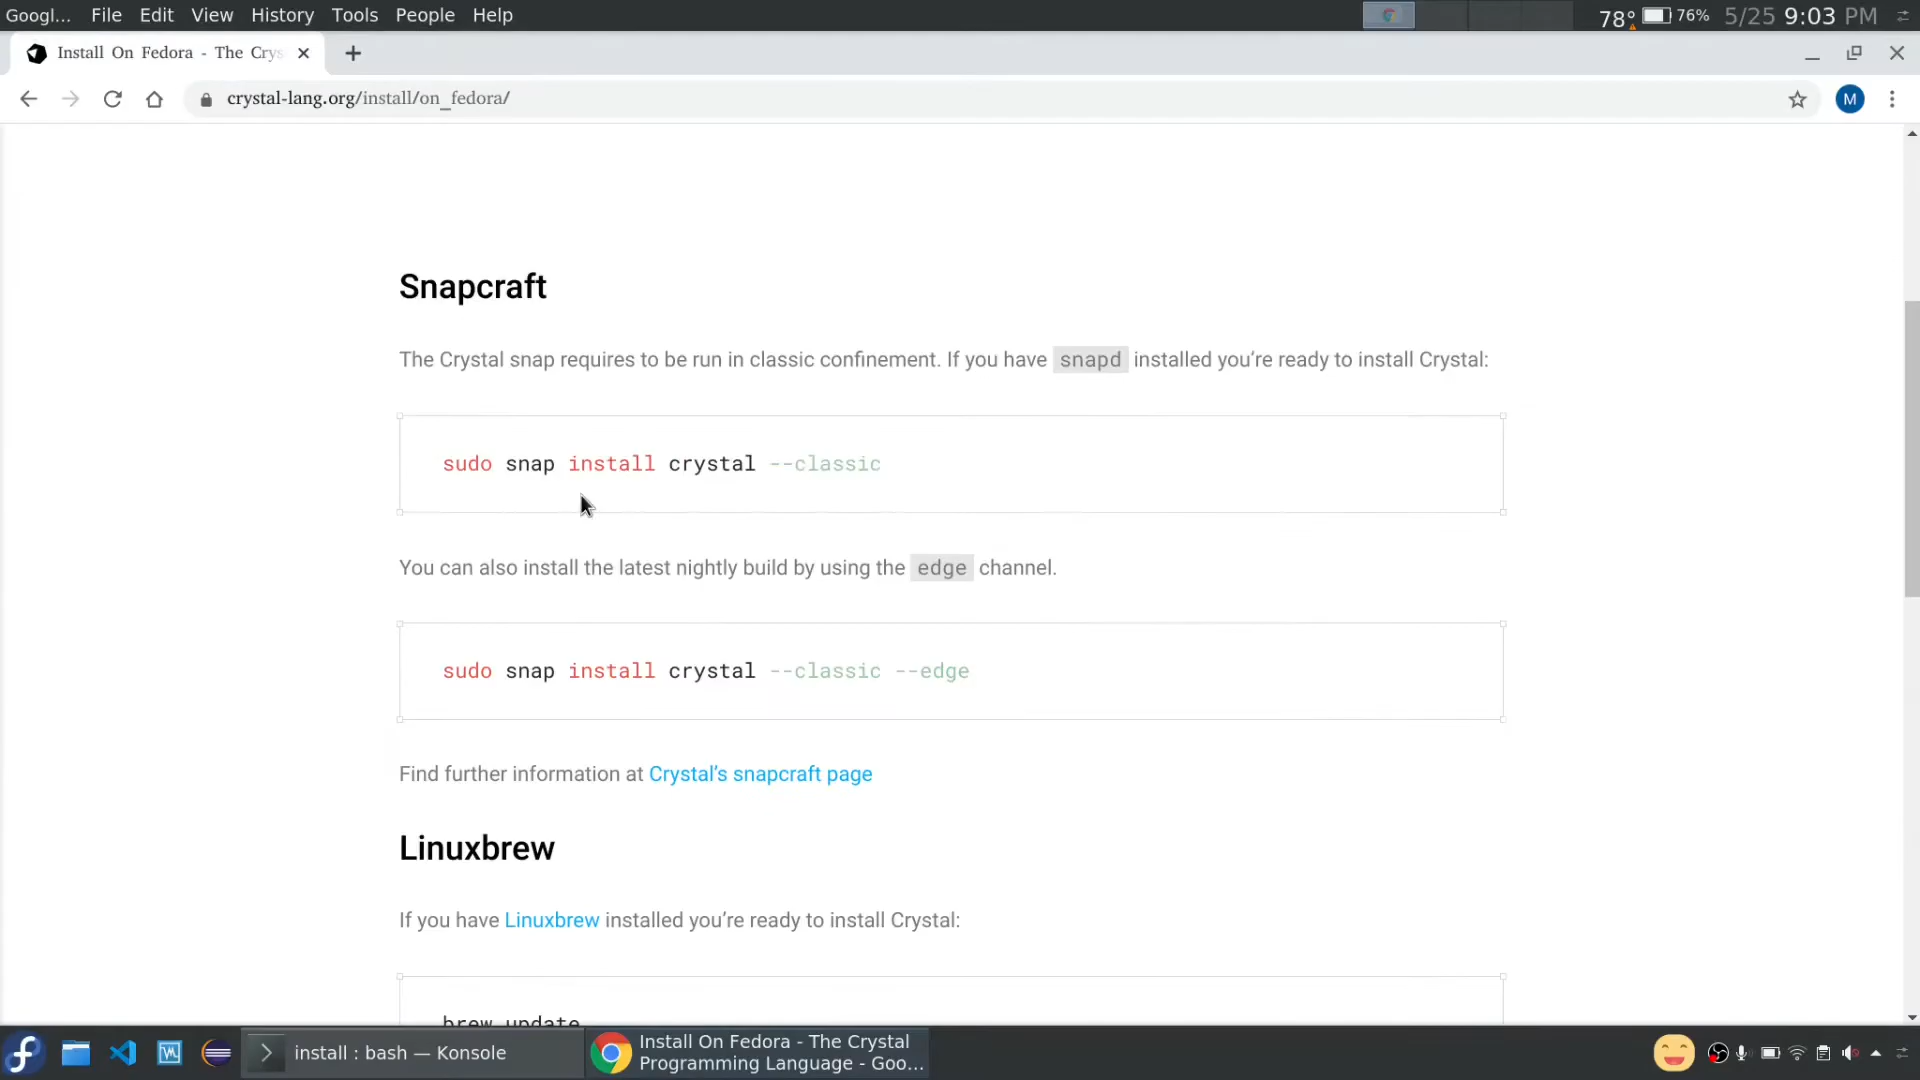 Googl... File Edit View History Tools People Help
78° 76% 5/25 9:03 PM
Install On Fedora - The Crys
crystal-lang.org/install/on_fedora/
M
Snapcraft
The Crystal snap requires to be run in classic confinement. If you have snapd installed you’re ready to install Crystal:
sudo snap install crystal --classic
You can also install the latest nightly build by using the edge channel.
sudo snap install crystal --classic --edge
Find further information at Crystal’s snapcraft page
Linuxbrew
If you have Linuxbrew installed you’re ready to install Crystal:
brew update
install : bash — Konsole
Install On Fedora - The Crystal
Programming Language - Goo...